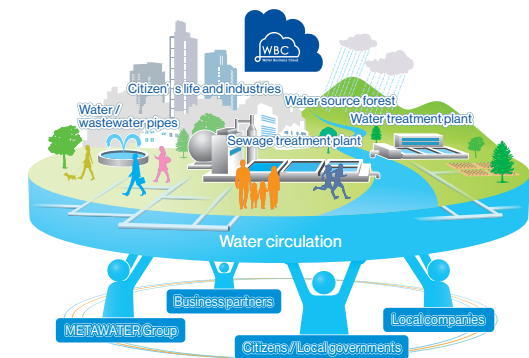 WBC
Water Business Cloud
Citizen's life and industries
Water /
wastewater pipes
Water source forest
Water treatment plant
Sewage treatment plant
Water circulation
Business partners
METAWATER Group
Local companies
Citizens / Local governments